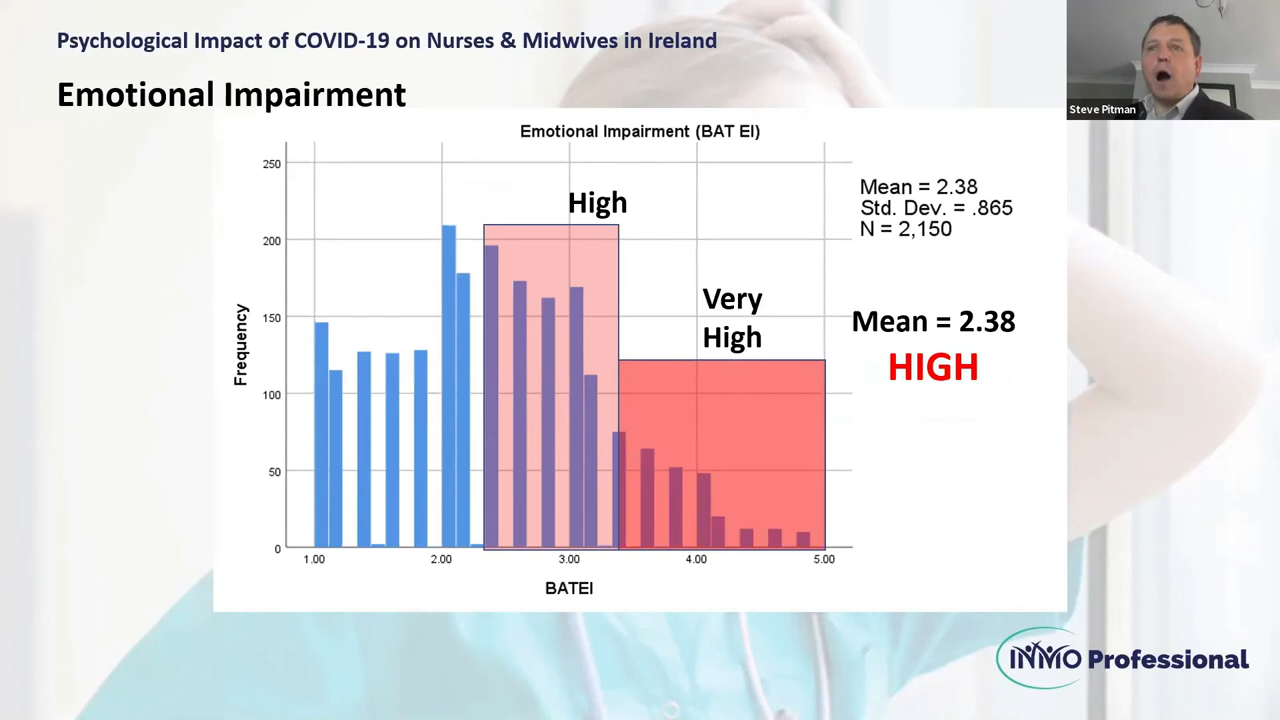 Psychological Impact of COVID-19 on Nurses & Midwives in Ireland
Steve Pitman
Emotional Impairment
Emotional Impairment (BAT EI)
250
200
150
100
50
0
Frequency
High
Very
High
Mean = 2.38
Std. Dev. = .865
N = 2,150
Mean = 2.38
HIGH
1.00
2.00
3.00
4.00
5.00
BATEI
INMO Professional